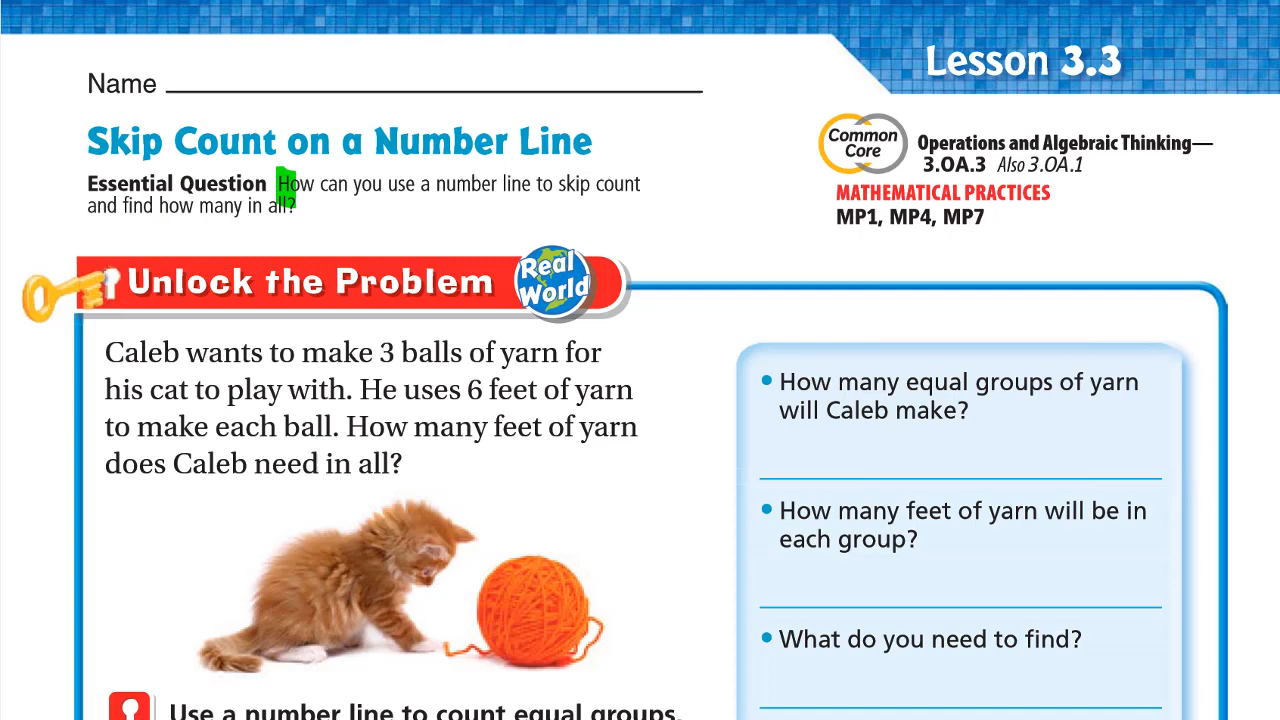 Lesson 3.3
Name
Skip Count on a Number Line
Essential Question How can you use a number line to skip count
and find how many in all?
Common
Core
Operations and Algebraic Thinking—
3.OA.3 Also 3.OA.1
MATHEMATICAL PRACTICES
MP1, MP4, MP7
Unlock the Problem
Real
World
Caleb wants to make 3 balls of yarn for
his cat to play with. He uses 6 feet of yarn
to make each ball. How many feet of yarn
does Caleb need in all?
• How many equal groups of yarn
will Caleb make?
• How many feet of yarn will be in
each group?
• What do you need to find?
Use a number line to count equal groups.